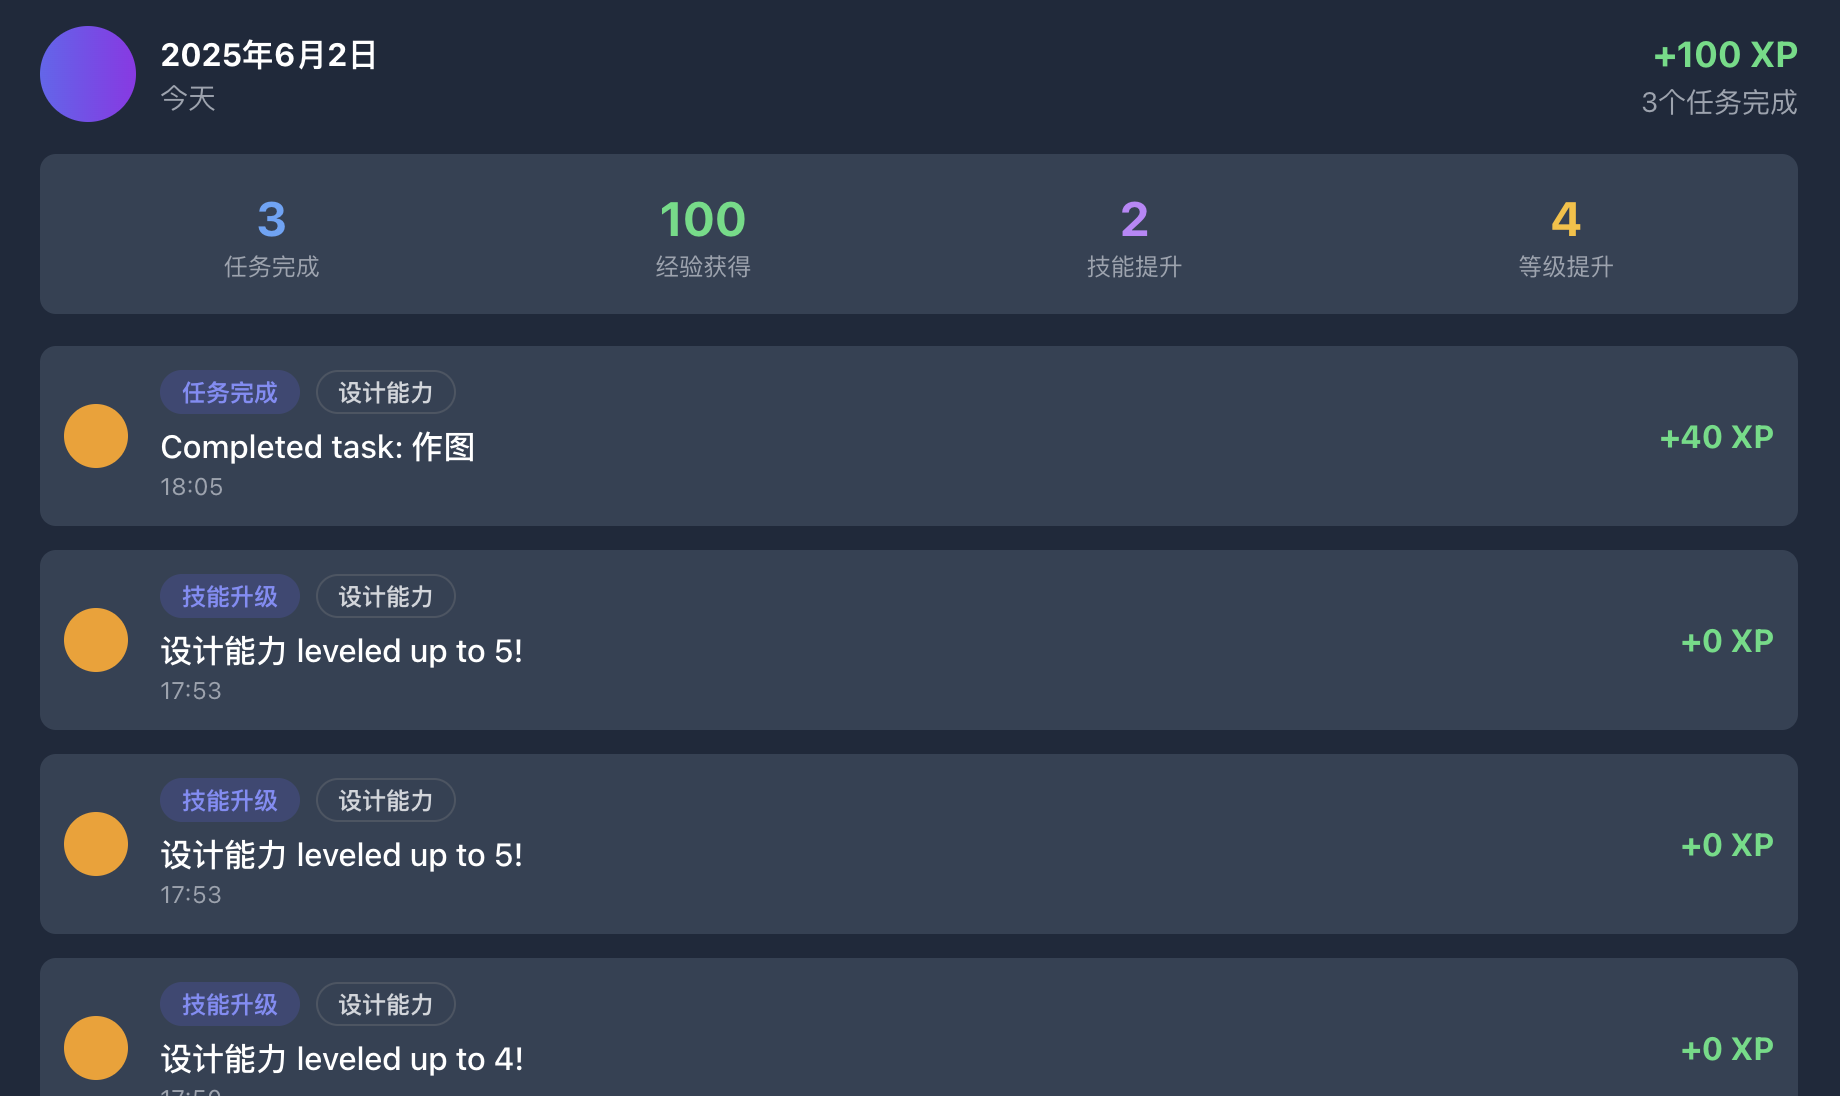 2025年6月2日
今天
+100 XP
3个任务完成
3
任务完成
100
经验获得
2
技能提升
4
等级提升
任务完成 设计能力
Completed task: 作图
18:05
+40 XP
技能升级 设计能力
设计能力 leveled up to 5!
17:53
+0 XP
技能升级 设计能力
设计能力 leveled up to 5!
17:53
+0 XP
技能升级 设计能力
设计能力 leveled up to 4!
+0 XP